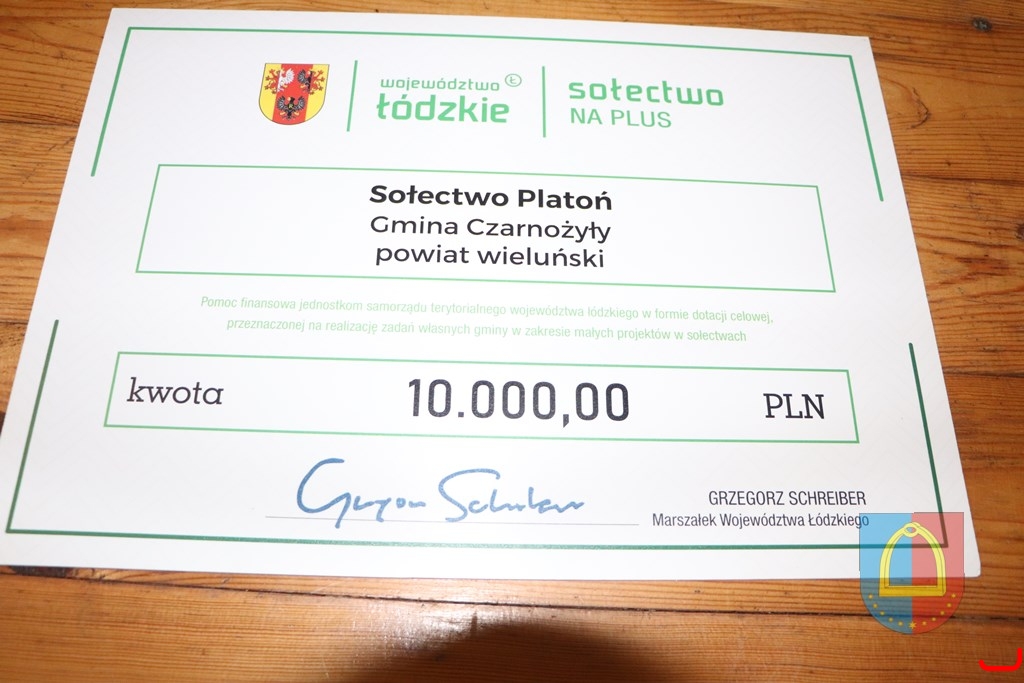 województwo Ł
łódzkie
sołectwo
NA PLUS
Sołectwo Platoń
Gmina Czarnożyły
powiat wieluński
Pomoc finansowa jednostkom samorządu terytorialnego województwa łódzkiego w formie dotacji celowej,
przeznaczonej na realizację zadań własnych gminy w zakresie małych projektów w sołectwach
kwota 10.000,00 PLN
Grzegorz Schreiber
GRZEGORZ SCHREIBER
Marszałek Województwa Łódzkiego